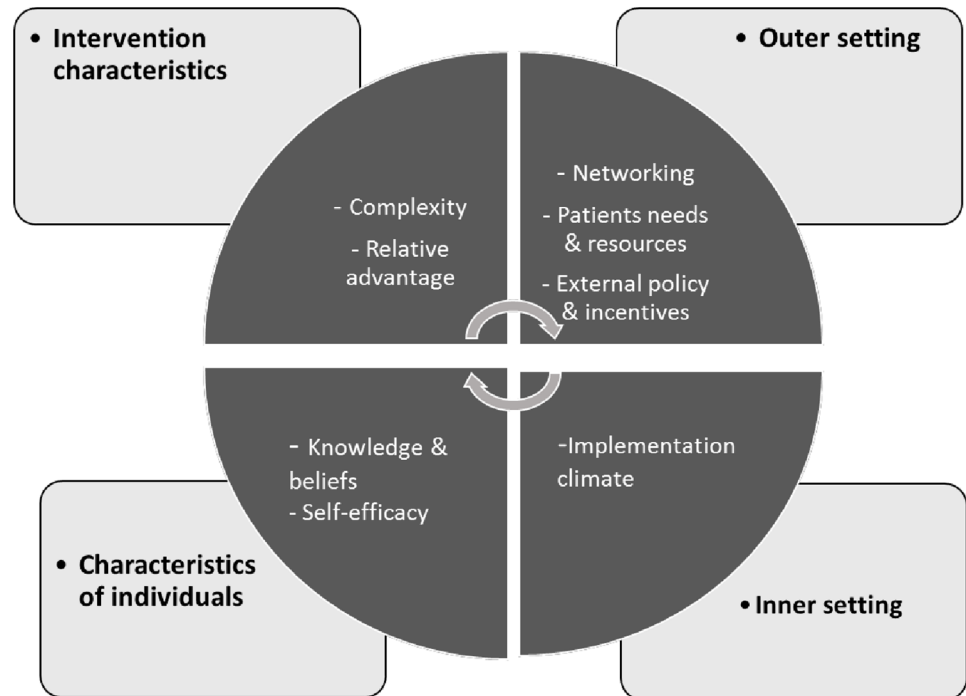 • Intervention
characteristics
• Outer setting
- Complexity
- Relative
advantage
- Networking
- Patients needs
& resources
- External policy
& incentives
- Knowledge &
beliefs
- Self-efficacy
-Implementation
climate
• Characteristics
of individuals
•Inner setting